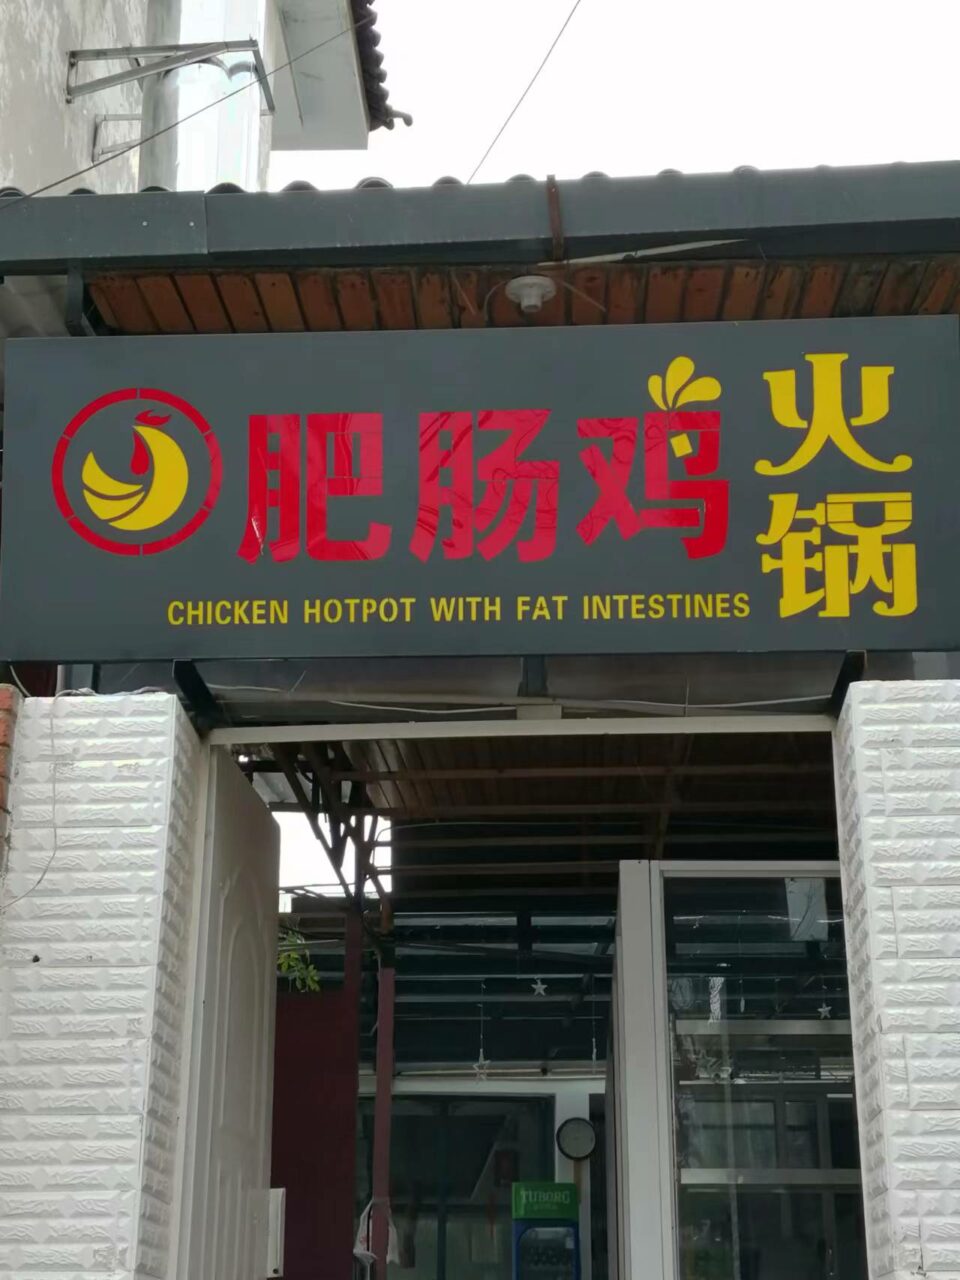 肥肠鸡火锅
CHICKEN HOTPOT WITH FAT INTESTINES
TUBORG